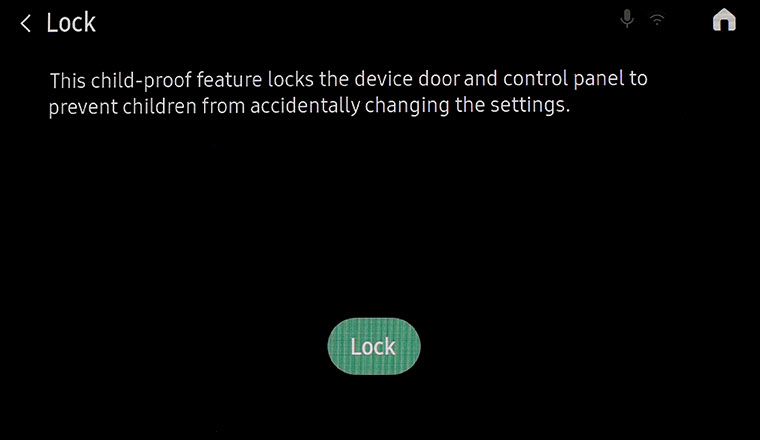 Lock
This child-proof feature locks the device door and control panel to
prevent children from accidentally changing the settings.
Lock